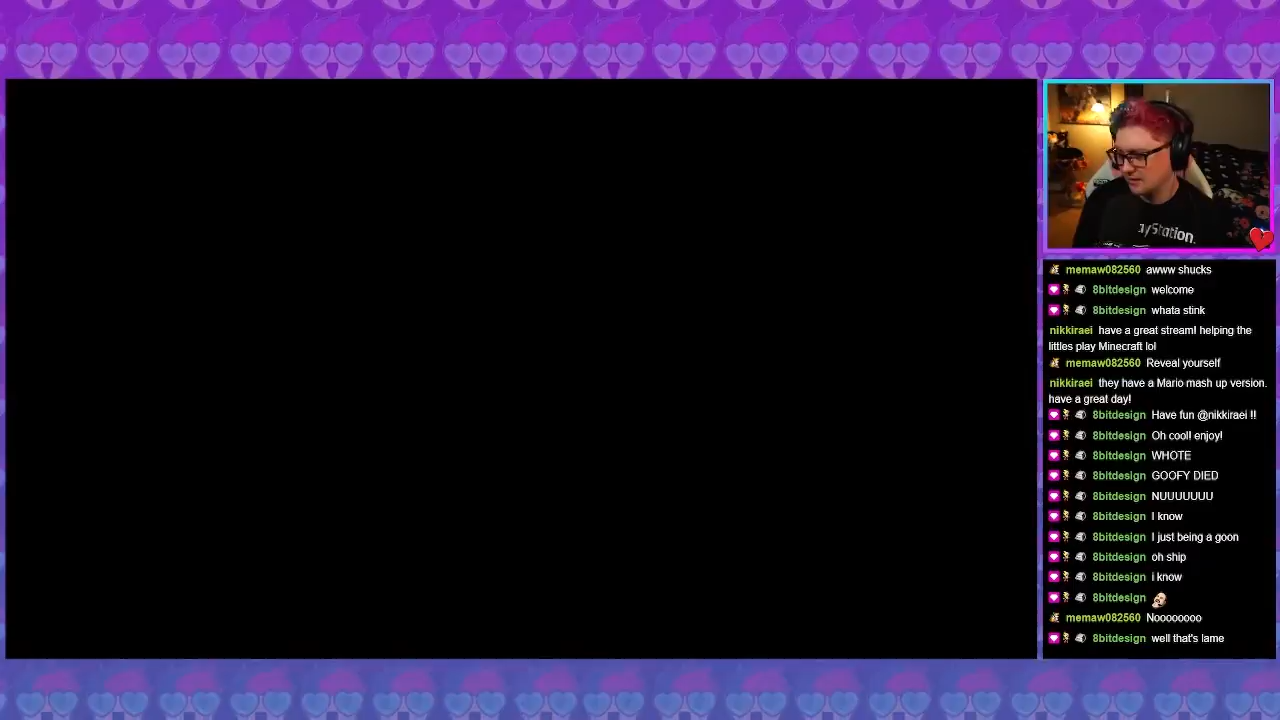 memaw082560 awww shucks
8bitdesign welcome
8bitdesign whata stink
nikkiraei have a great stream! helping the
littles play Minecraft lol
memaw082560 Reveal yourself
nikkiraei they have a Mario mash up version.
have a great day!
8bitdesign Have fun @nikkiraei !!
8bitdesign Oh cool! enjoy!
8bitdesign WHOTE
8bitdesign GOOFY DIED
8bitdesign NUUUUUUU
8bitdesign I know
8bitdesign I just being a goon
8bitdesign oh ship
8bitdesign i know
8bitdesign
memaw082560 Noooooooo
8bitdesign well that's lame